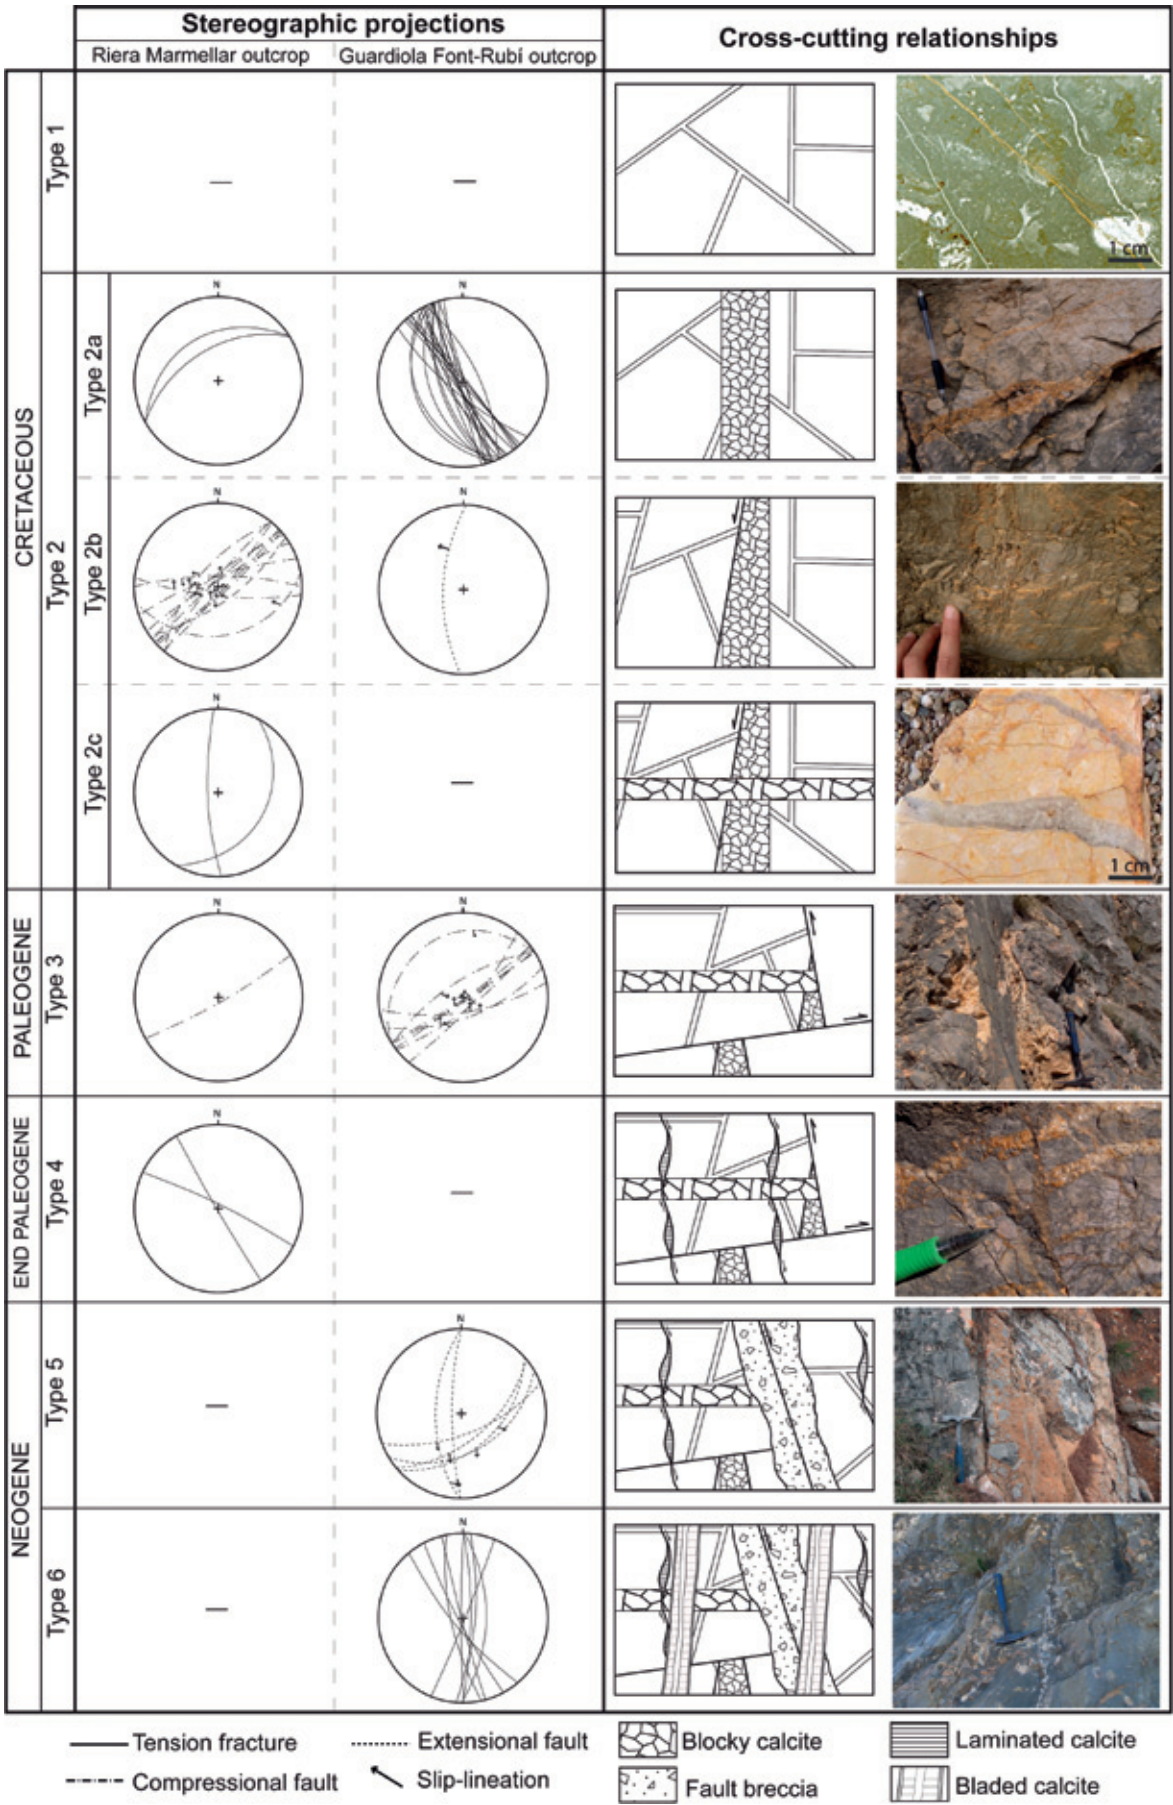 Stereographic projections
Cross-cutting relationships
Riera Marmellar outcrop
Guardiola Font-Rubí outcrop
CRETACEOUS
Type 1
—
—
1 cm
Type 2
Type 2a
N
N
Type 2b
N
N
Type 2c
N
—
1 cm
PALEOGENE
Type 3
N
N
END PALEOGENE
Type 4
N
—
NEOGENE
Type 5
—
N
Type 6
—
N
Tension fracture
Extensional fault
Blocky calcite
Laminated calcite
Compressional fault
Slip-lineation
Fault breccia
Bladed calcite